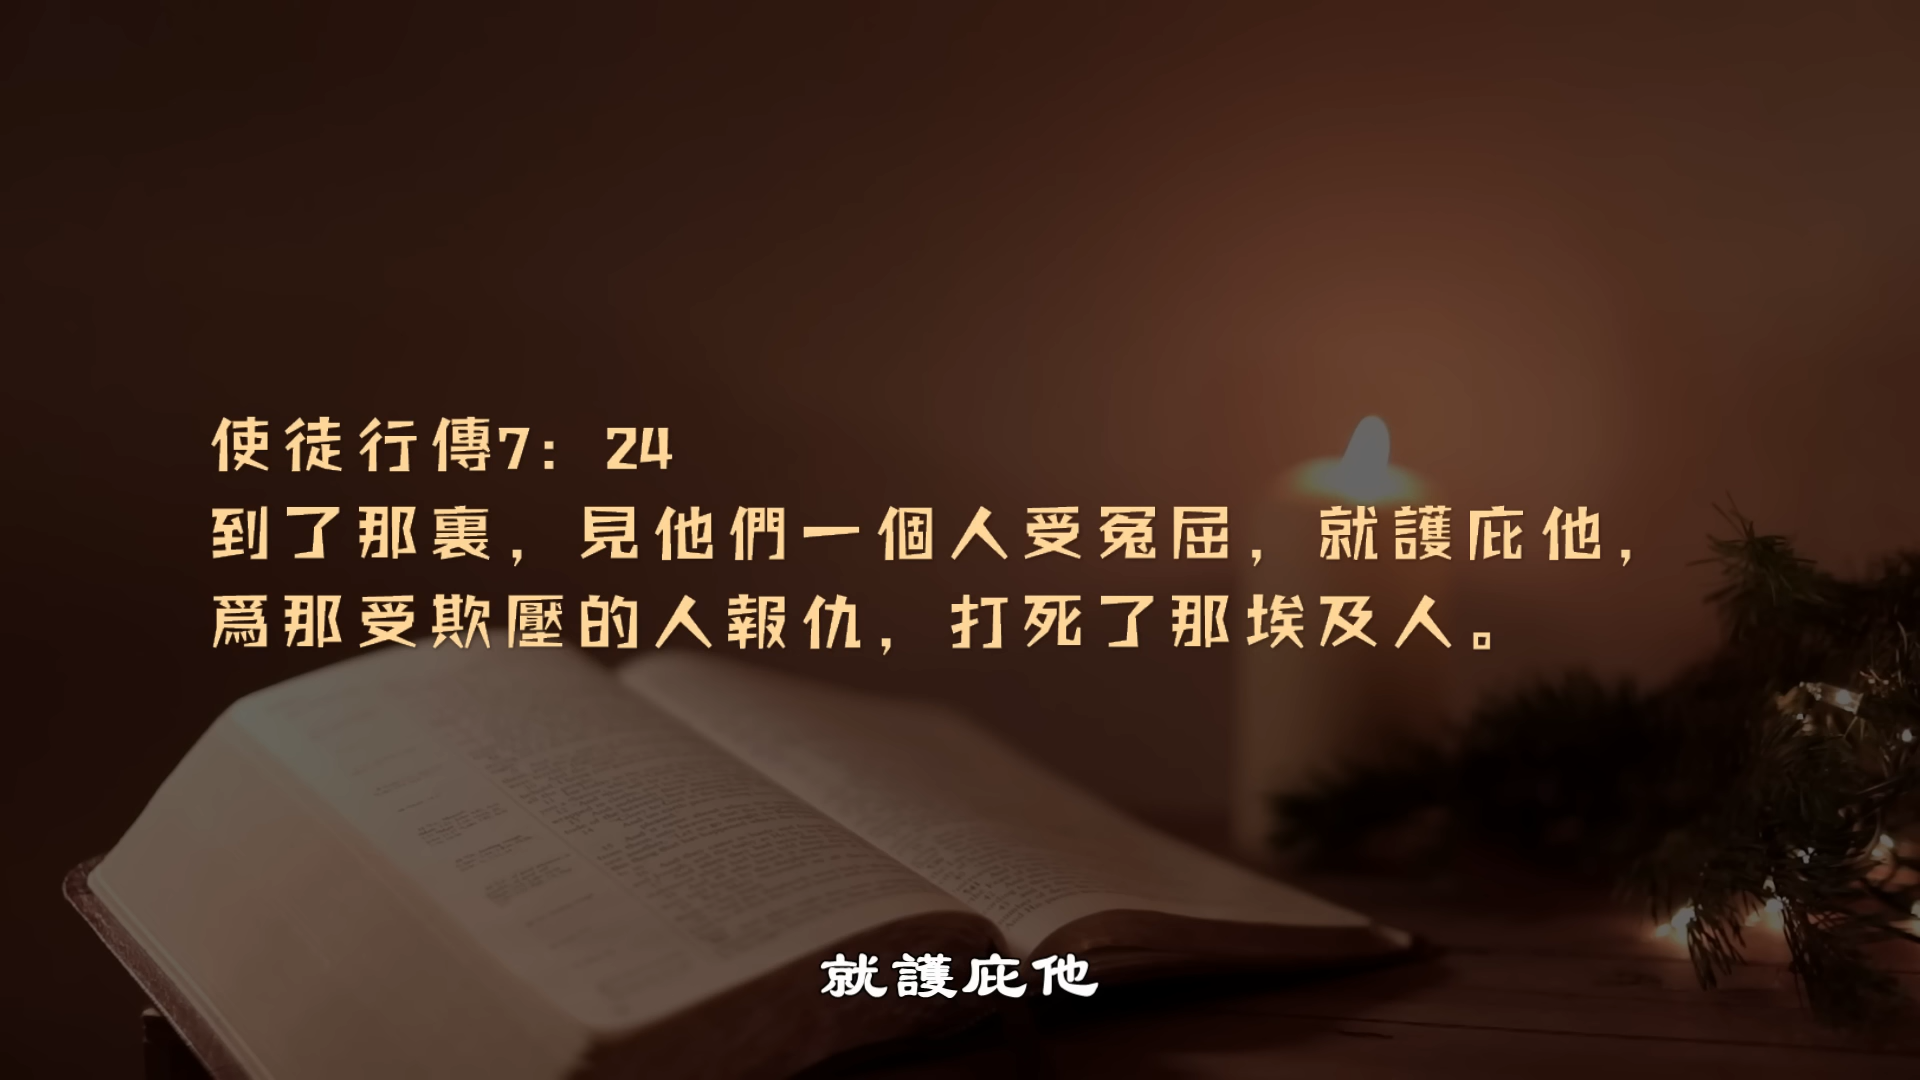 使徒行傳7：24
到了那裏，見他們一個人受冤屈，就護庇他，
爲那受欺壓的人報仇，打死了那埃及人。
就護庇他